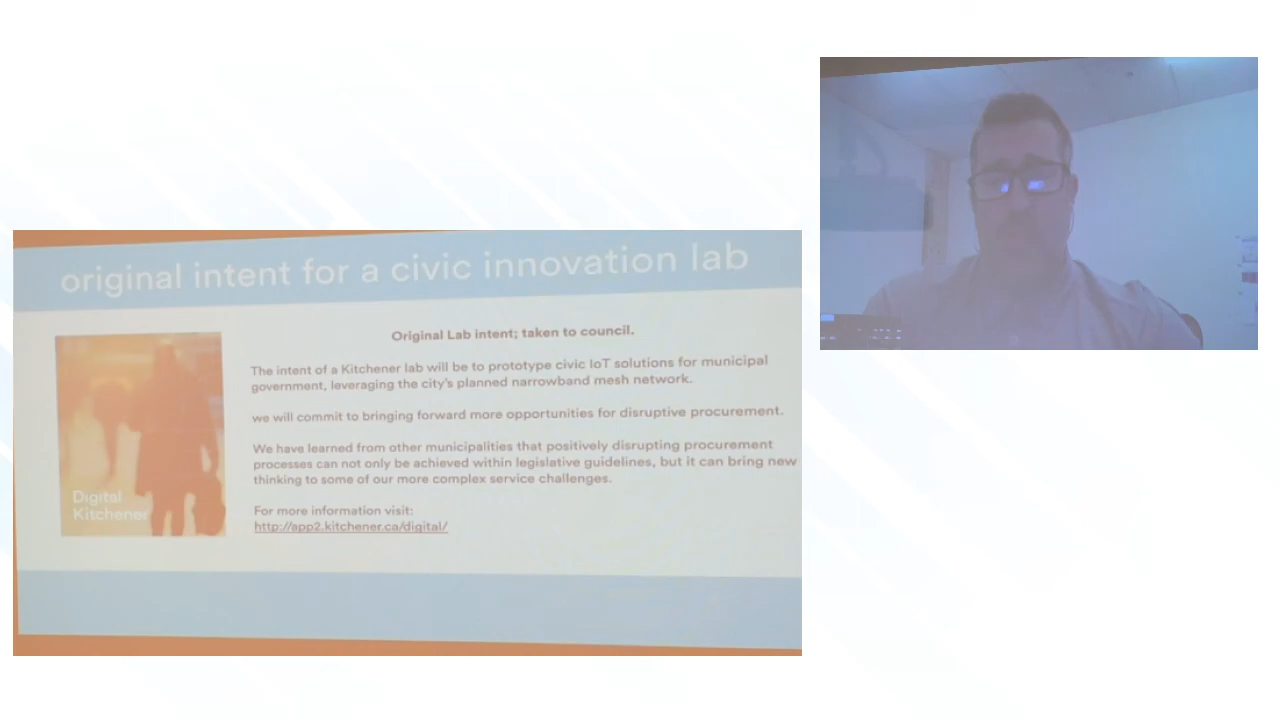 original intent for a civic innovation lab
Original Lab intent; taken to council.
The intent of a Kitchener lab will be to prototype civic IoT solutions for municipal
government, leveraging the city's planned narrowband mesh network.
we will commit to bringing forward more opportunities for disruptive procurement.
We have learned from other municipalities that positively disrupting procurement
processes can not only be achieved within legislative guidelines, but it can bring new
thinking to some of our more complex service challenges.
For more information visit:
http://app2.kitchener.ca/digital/
Digital
Kitchener